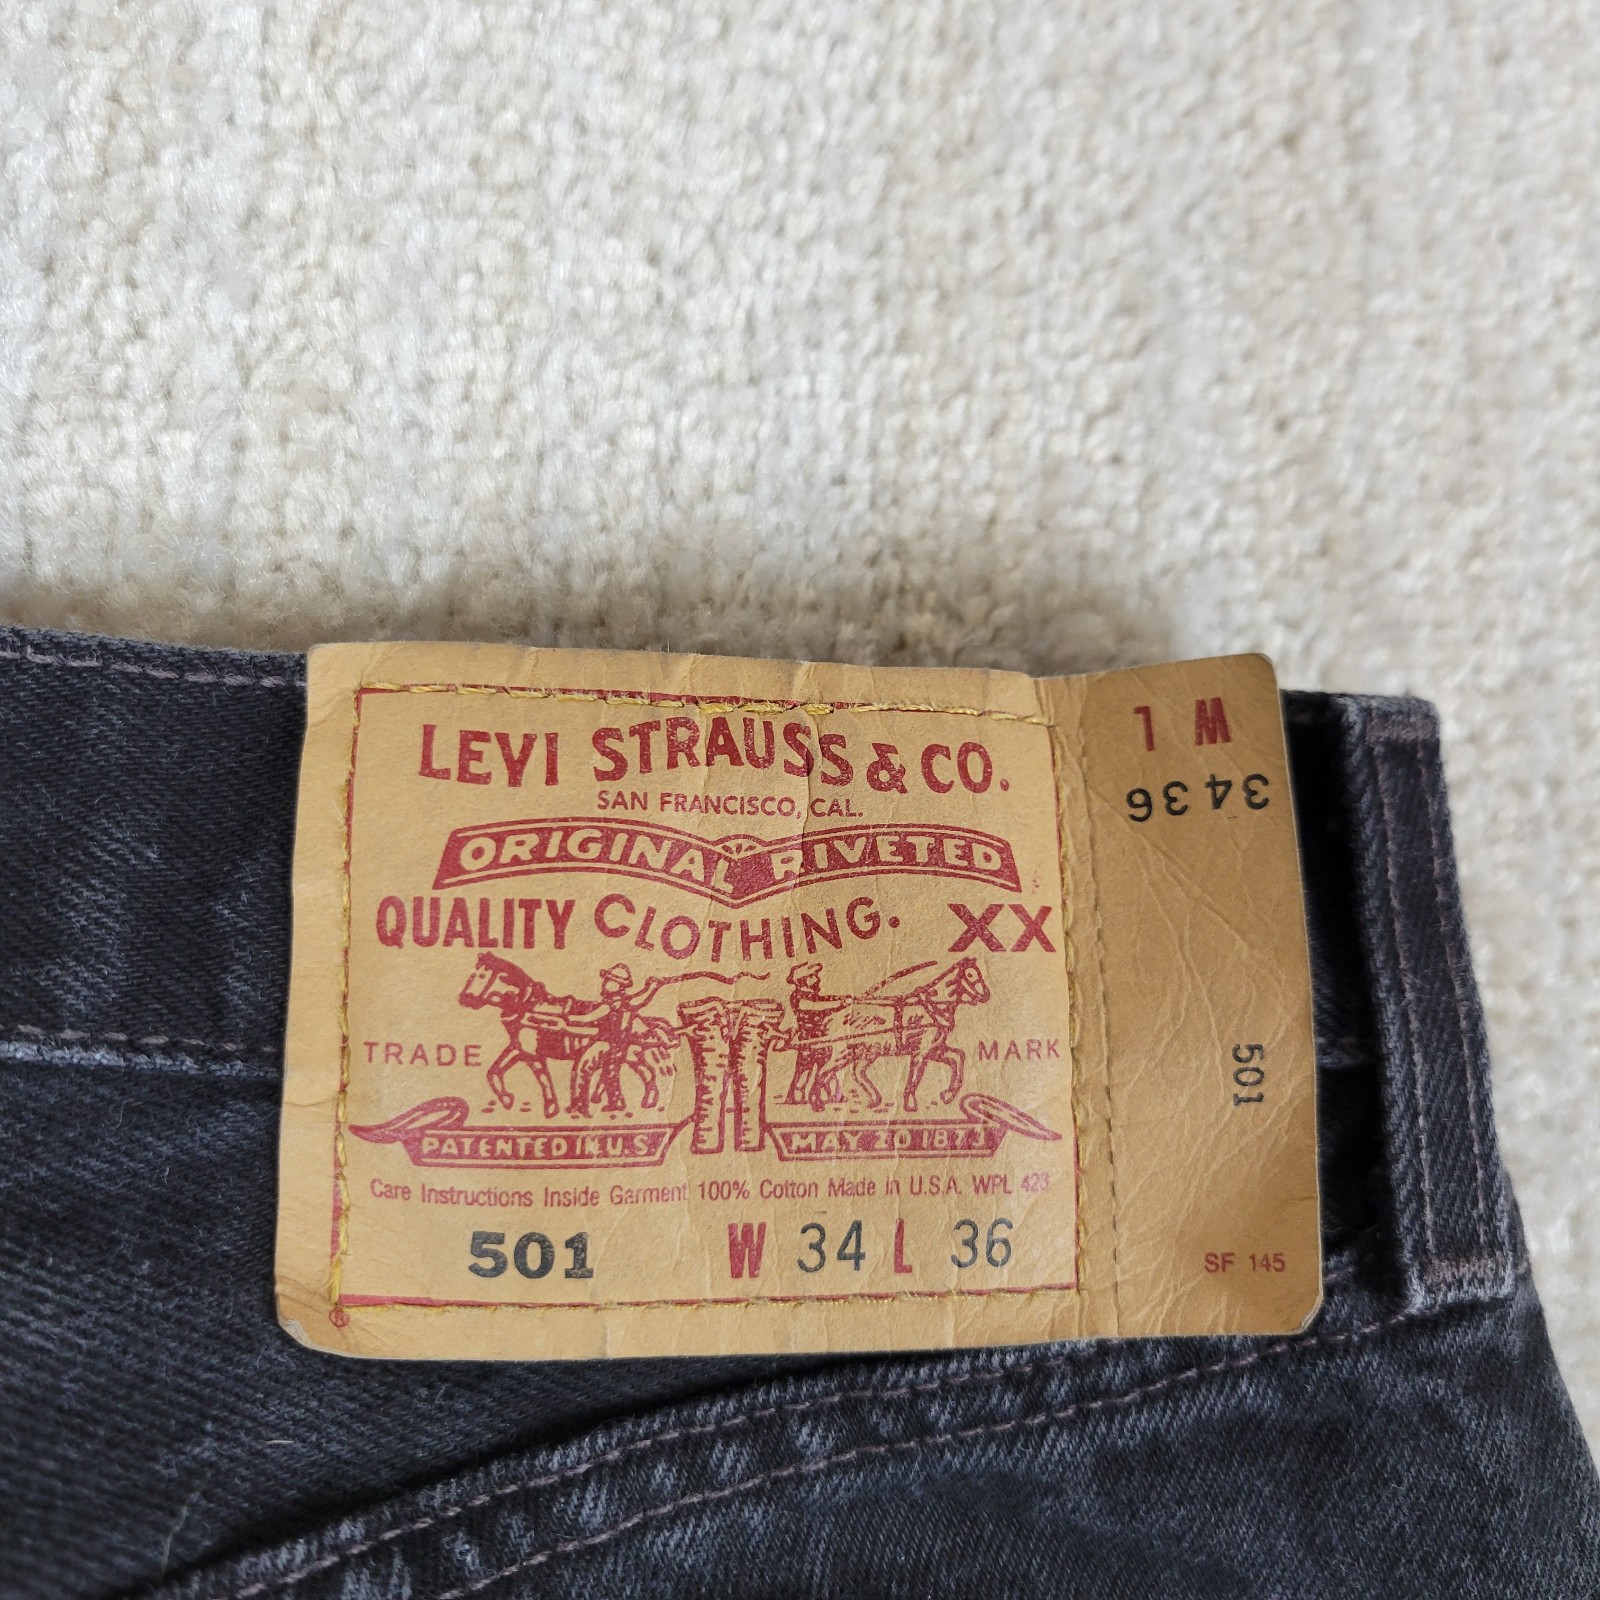 LEVI STRAUSS & CO.
SAN FRANCISCO, CAL.
ORIGINAL RIVETED
QUALITY CLOTHING. XX
TRADE MARK
PATENTED IN U.S. MAY 20 1873
Care Instructions Inside Garment 100% Cotton Made in U.S.A. WPL 423
501 W 34 L 36
®
W L
34 36
501
SF 145